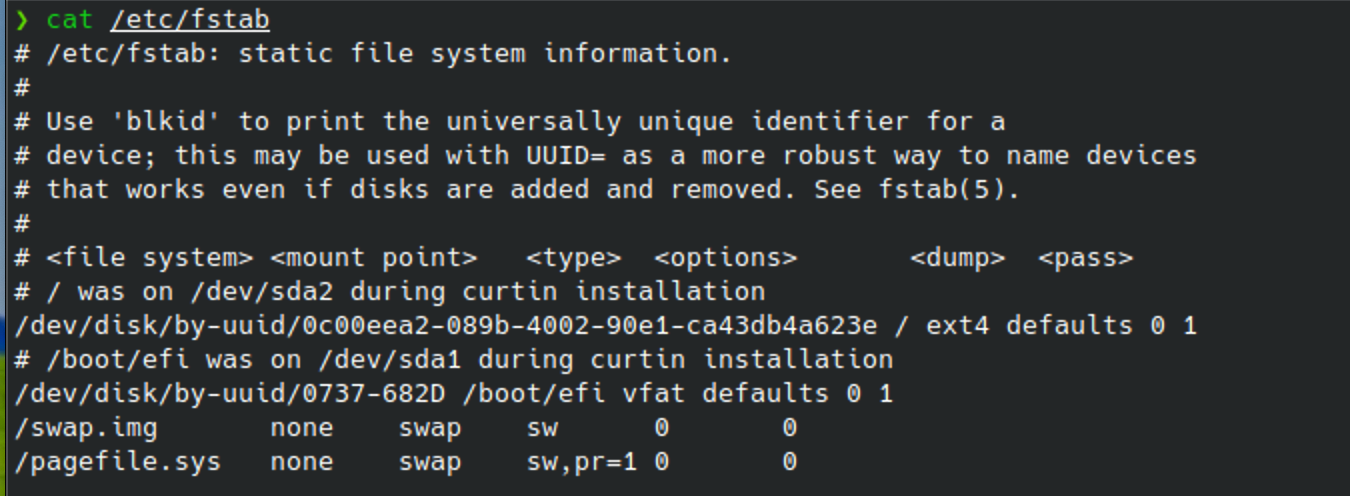 ❯ cat /etc/fstab
# /etc/fstab: static file system information.
#
# Use 'blkid' to print the universally unique identifier for a
# device; this may be used with UUID= as a more robust way to name devices
# that works even if disks are added and removed. See fstab(5).
#
# <file system> <mount point>   <type>  <options>       <dump>  <pass>
# / was on /dev/sda2 during curtin installation
/dev/disk/by-uuid/0c00eea2-089b-4002-90e1-ca43db4a623e / ext4 defaults 0 1
# /boot/efi was on /dev/sda1 during curtin installation
/dev/disk/by-uuid/0737-682D /boot/efi vfat defaults 0 1
/swap.img       none    swap    sw      0       0
/pagefile.sys   none    swap    sw,pr=1 0       0